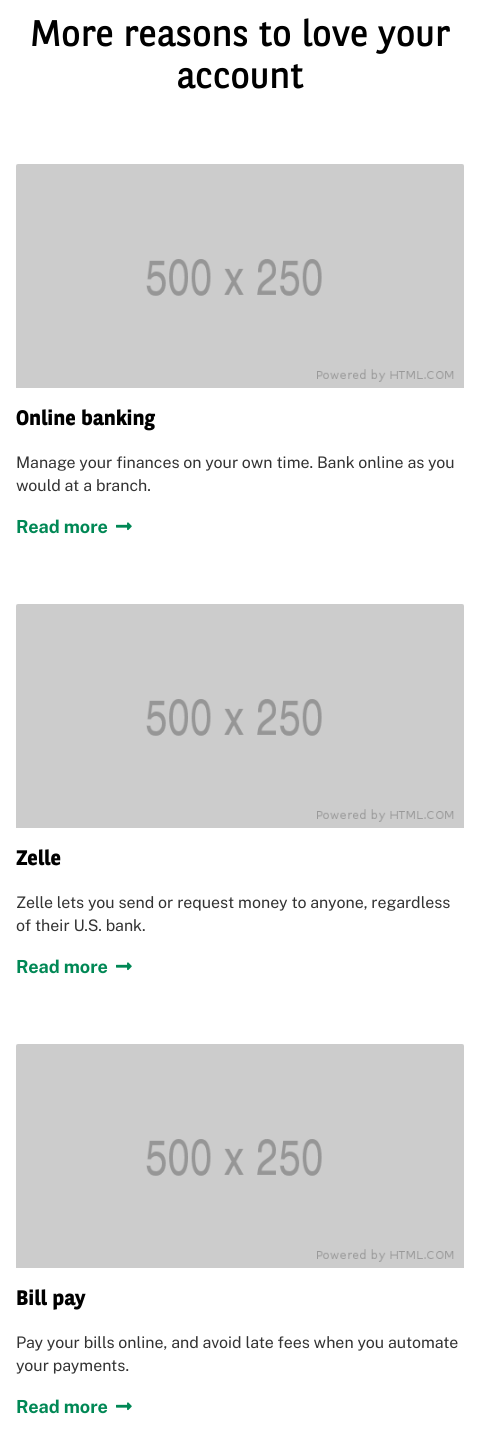 More reasons to love your
account
500 x 250
Powered by HTML.COM
Online banking
Manage your finances on your own time. Bank online as you
would at a branch.
Read more →
500 x 250
Powered by HTML.COM
Zelle
Zelle lets you send or request money to anyone, regardless
of their U.S. bank.
Read more →
500 x 250
Powered by HTML.COM
Bill pay
Pay your bills online, and avoid late fees when you automate
your payments.
Read more →